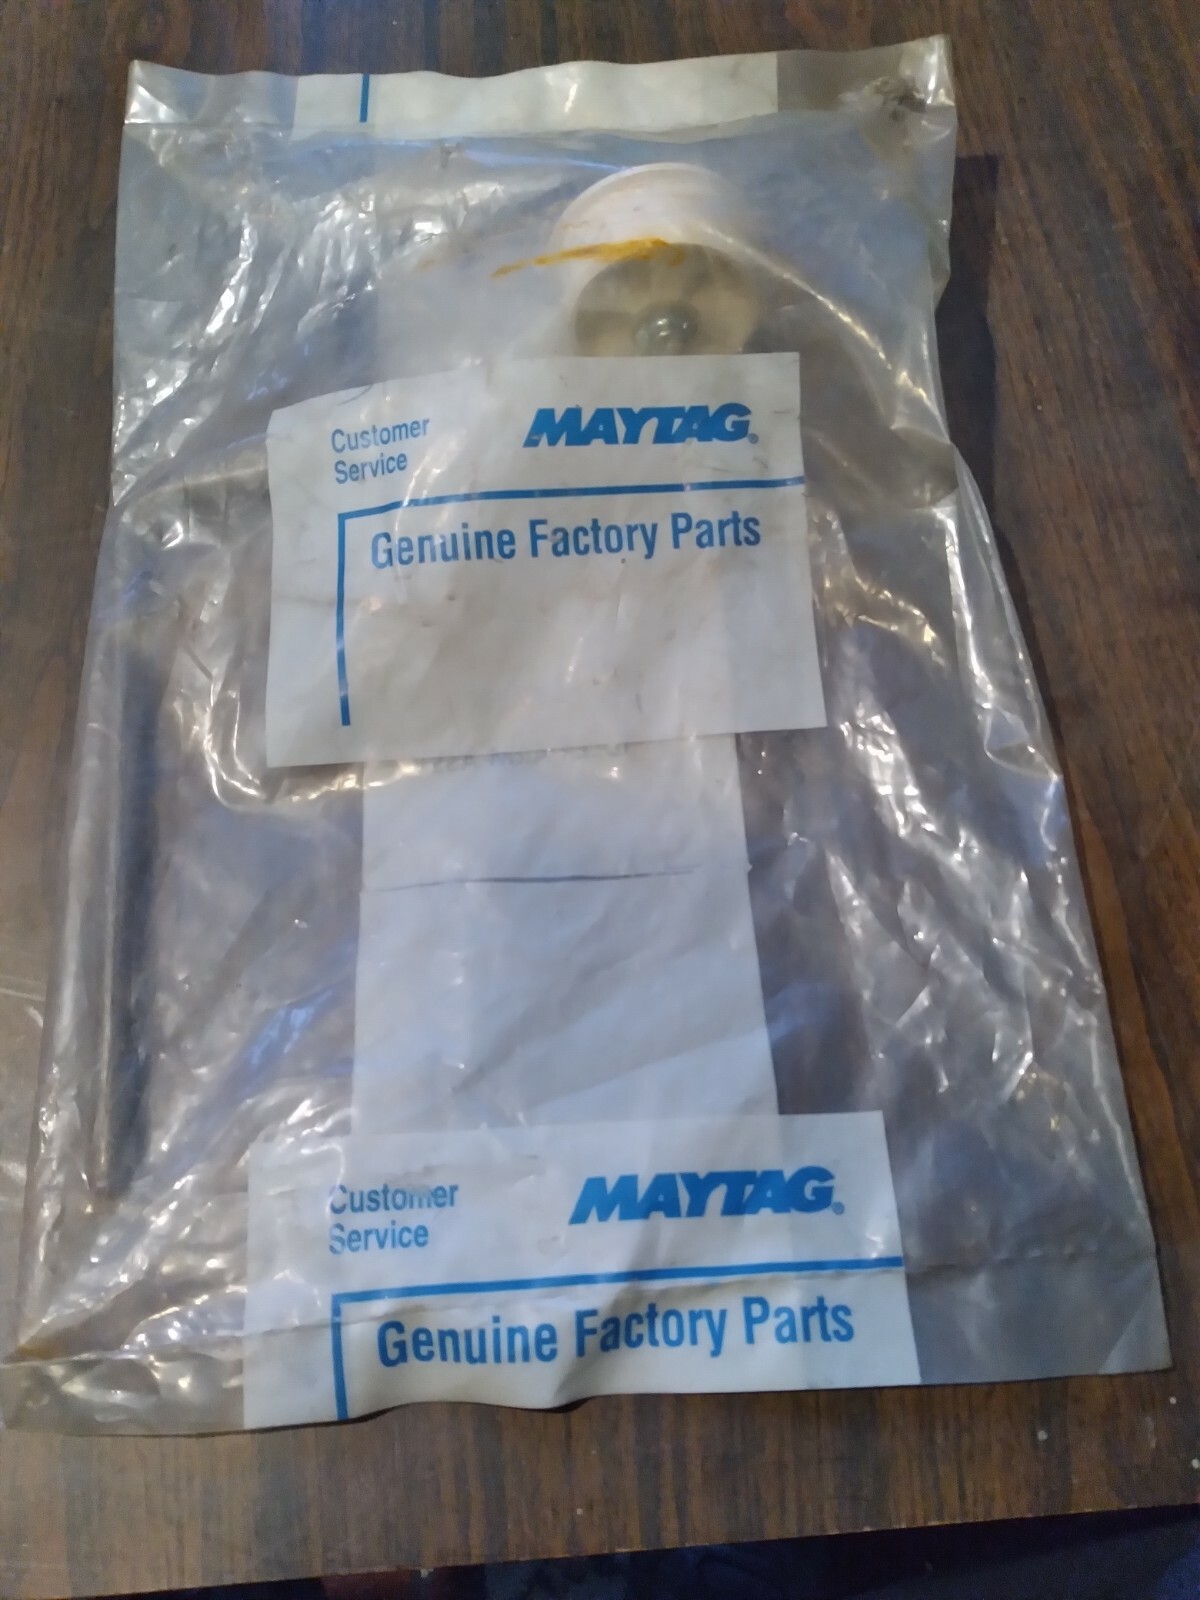 Customer
Service
MAYTAG®
Genuine Factory Parts
Customer
Service
MAYTAG®
Genuine Factory Parts